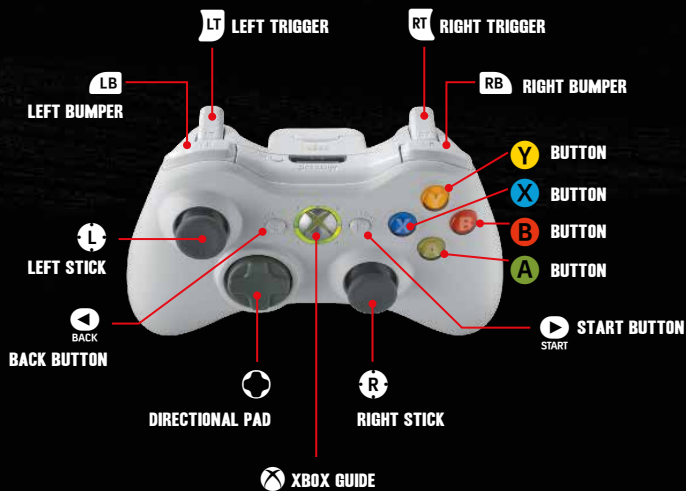 LT LEFT TRIGGER
RT RIGHT TRIGGER
LB
LEFT BUMPER
RB RIGHT BUMPER
Y BUTTON
X BUTTON
B BUTTON
A BUTTON
Y
X
B
A
L
LEFT STICK
BACK
BACK BUTTON
START BUTTON
START
DIRECTIONAL PAD
R
RIGHT STICK
XBOX GUIDE